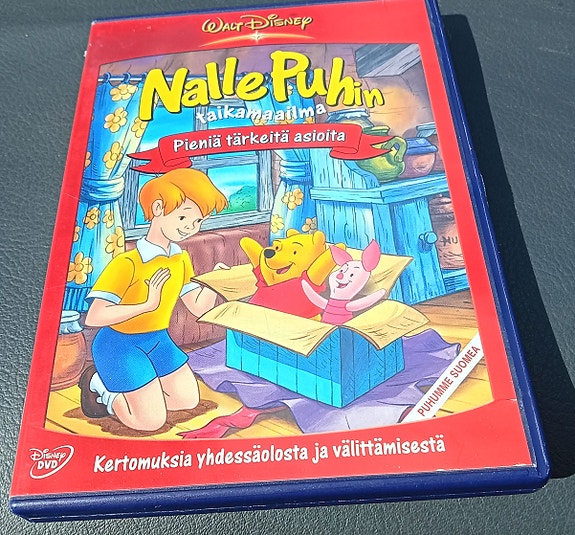 WALT DISNEY
Nalle Puhin
taikamaailma
Pieniä tärkeitä asioita
PUHUMME SUOMEA
DISNEY
DVD
Kertomuksia yhdessäolosta ja välittämisestä